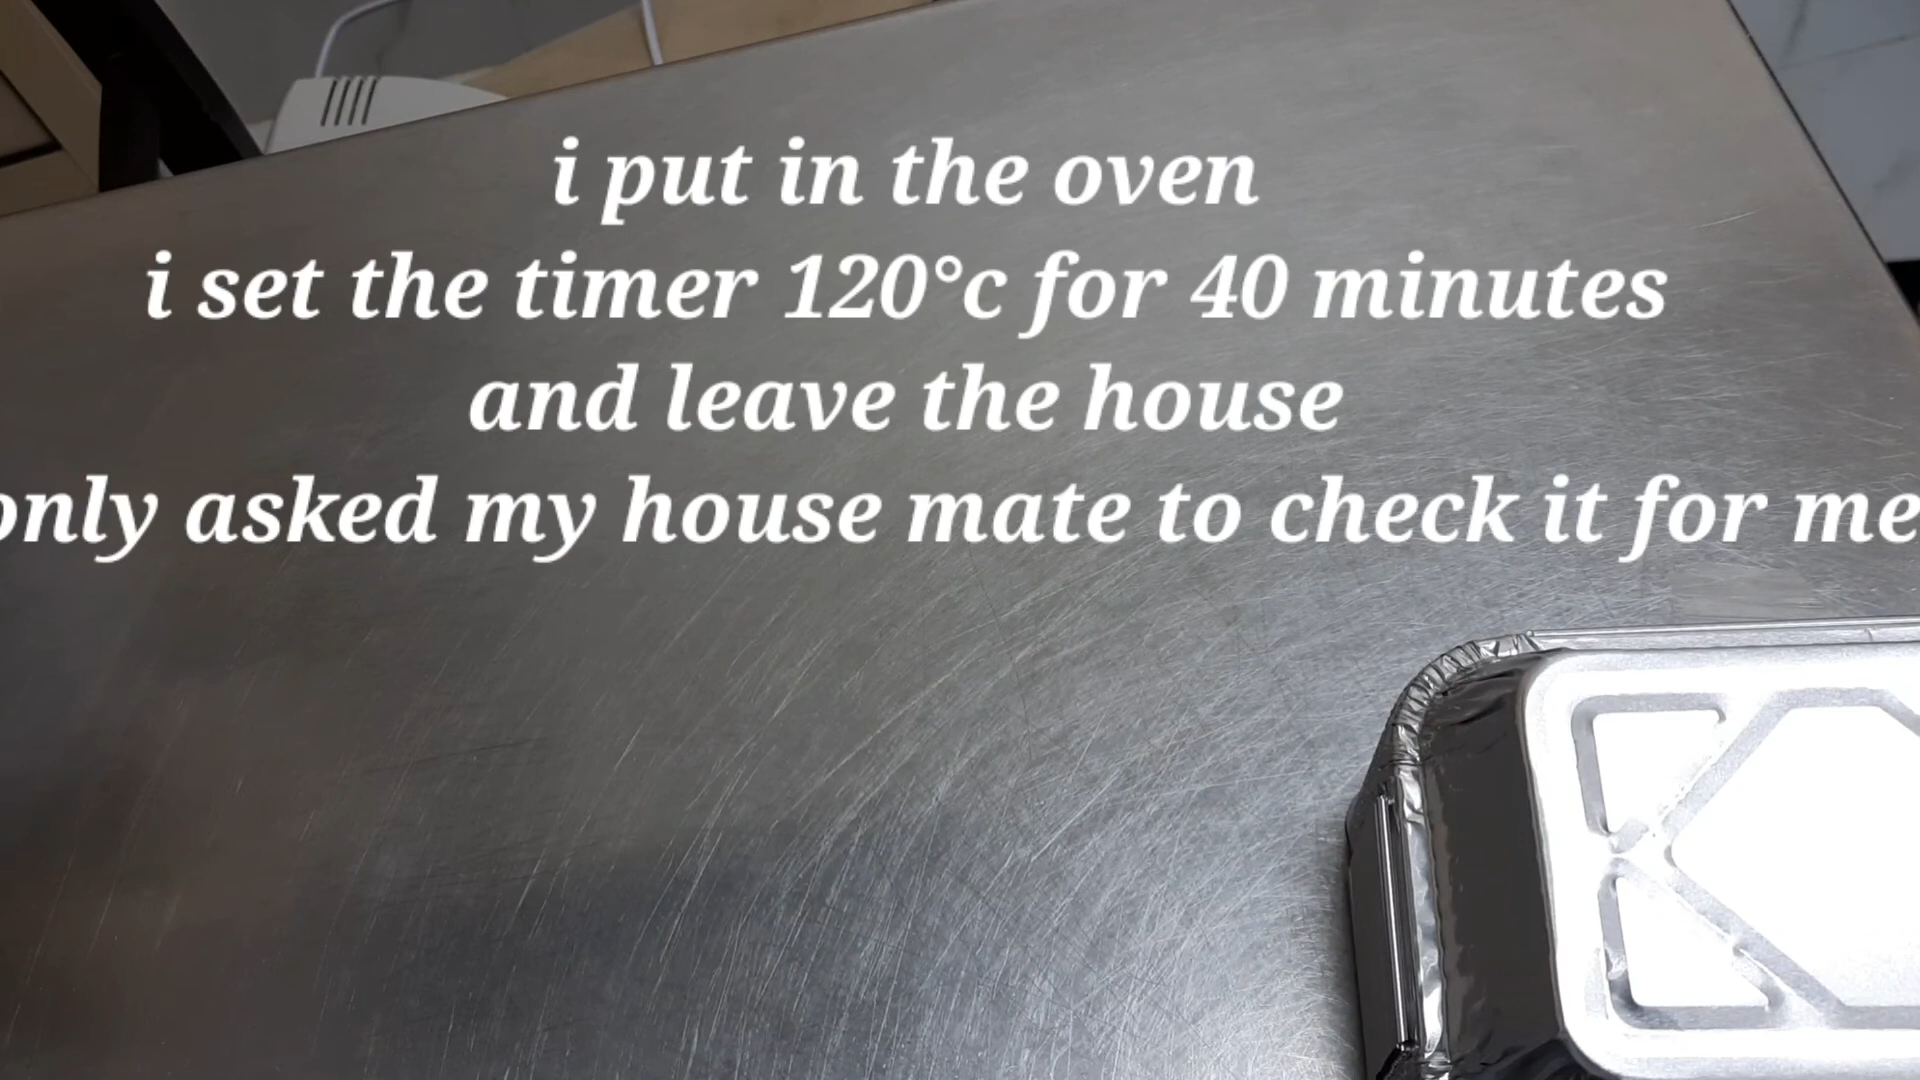 i put in the oven
i set the timer 120°c for 40 minutes
and leave the house
only asked my house mate to check it for me